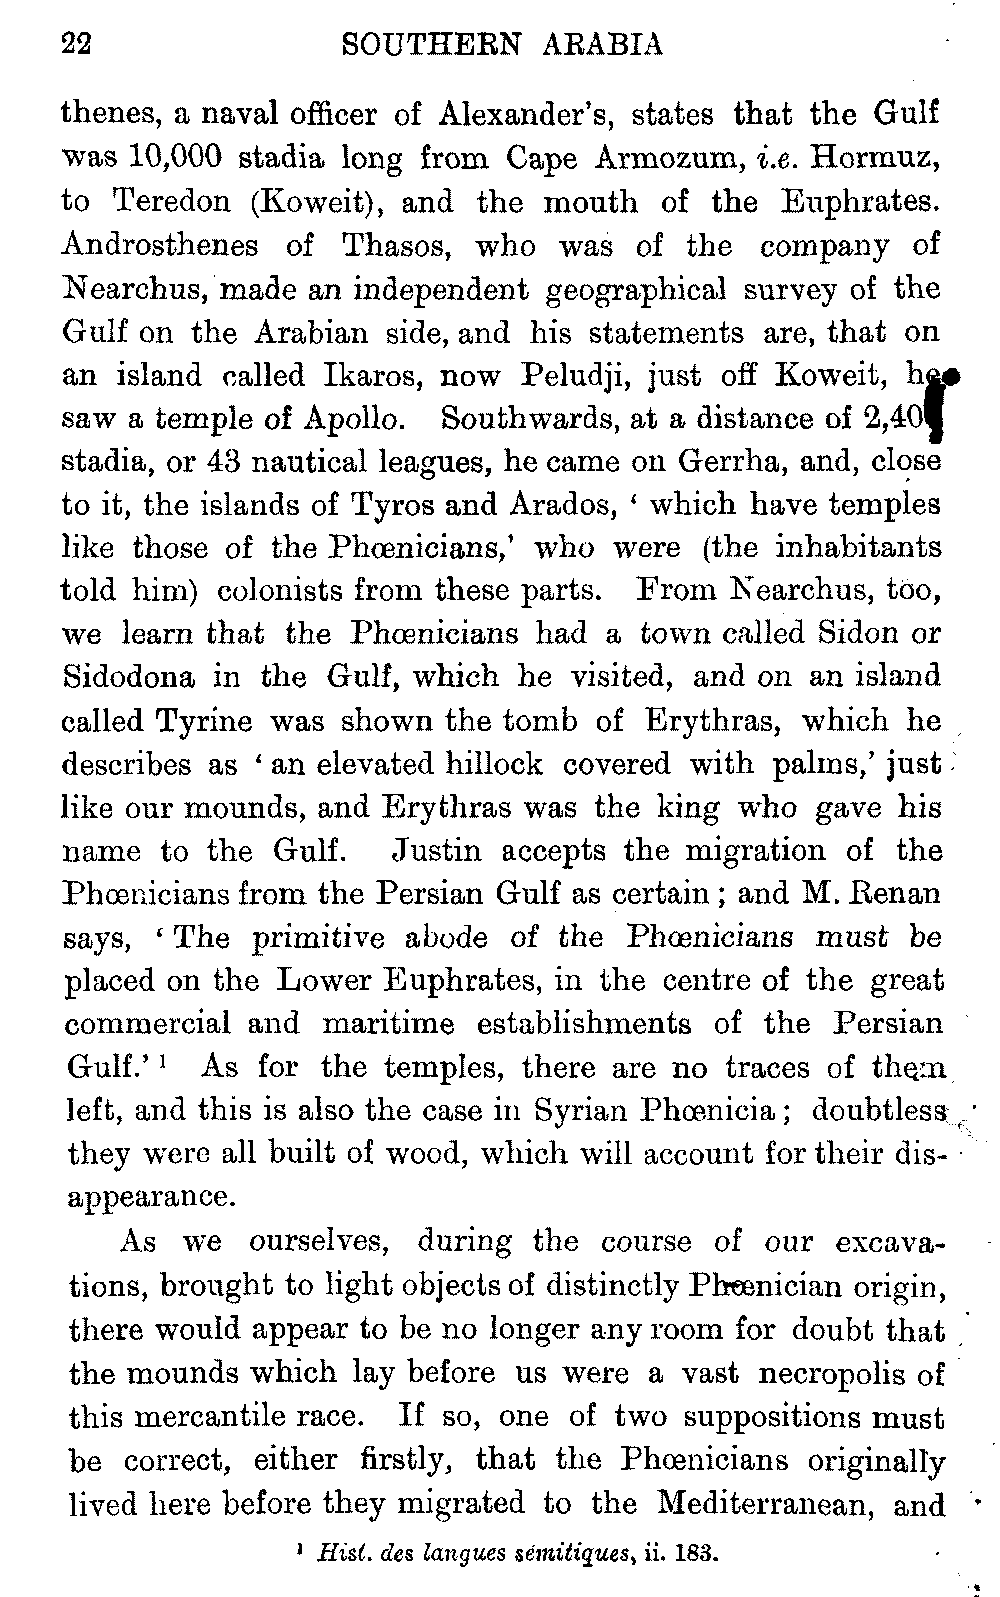 22 SOUTHERN ARABIA
thenes, a naval officer of Alexander's, states that the Gulf
was 10,000 stadia long from Cape Armozum, i.e. Hormuz,
to Teredon (Koweit), and the mouth of the Euphrates.
Androsthenes of Thasos, who was of the company of
Nearchus, made an independent geographical survey of the
Gulf on the Arabian side, and his statements are, that on
an island called Ikaros, now Peludji, just off Koweit, he
saw a temple of Apollo. Southwards, at a distance of
stadia, or 43 nautical leagues, he came on Gerrha, and, close
to it, the islands of Tyros and Arados, ‘ which have temples
like those of the Phœnicians,’ who were (the inhabitants
told him) colonists from these parts. From Nearchus, too,
we learn that the Phœnicians had a town called Sidon or
Sidodona in the Gulf, which he visited, and on an island
called Tyrine was shown the tomb of Erythras, which he
describes as ‘ an elevated hillock covered with palms,’ just
like our mounds, and Erythras was the king who gave his
name to the Gulf. Justin accepts the migration of the
Phœnicians from the Persian Gulf as certain ; and M. Renan
says, ‘ The primitive abode of the Phœnicians must be
placed on the Lower Euphrates, in the centre of the great
commercial and maritime establishments of the Persian
Gulf.’ ¹ As for the temples, there are no traces of them
left, and this is also the case in Syrian Phœnicia ; doubtless
they were all built of wood, which will account for their dis-
appearance.
As we ourselves, during the course of our excava-
tions, brought to light objects of distinctly Phœnician origin,
there would appear to be no longer any room for doubt that
the mounds which lay before us were a vast necropolis of
this mercantile race. If so, one of two suppositions must
be correct, either firstly, that the Phœnicians originally
lived here before they migrated to the Mediterranean, and
¹ Hist. des langues sémitiques, ii. 183.